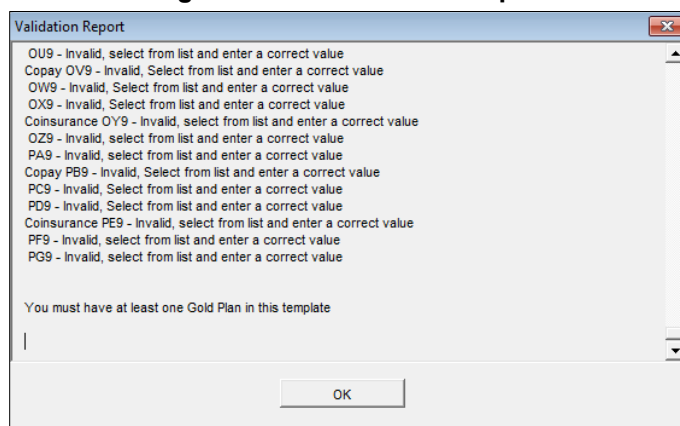 Validation Report
OU9 - Invalid, select from list and enter a correct value
Copay OV9 - Invalid, Select from list and enter a correct value
OW9 - Invalid, select from list and enter a correct value
OX9 - Invalid, select from list and enter a correct value
Coinsurance OY9 - Invalid, select from list and enter a correct value
OZ9 - Invalid, select from list and enter a correct value
PA9 - Invalid, select from list and enter a correct value
Copay PB9 - Invalid, Select from list and enter a correct value
PC9 - Invalid, select from list and enter a correct value
PD9 - Invalid, select from list and enter a correct value
Coinsurance PE9 - Invalid, select from list and enter a correct value
PF9 - Invalid, select from list and enter a correct value
PG9 - Invalid, select from list and enter a correct value
You must have at least one Gold Plan in this template
OK